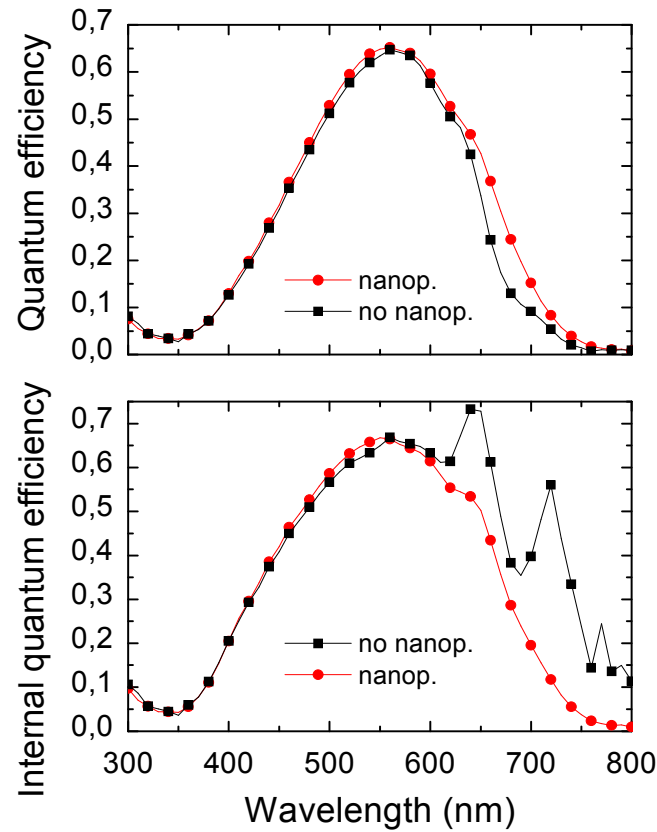 Quantum efficiency
0,7
0,6
0,5
0,4
0,3
0,2
0,1
0,0
nanop.
no nanop.
Internal quantum efficiency
0,7
0,6
0,5
0,4
0,3
0,2
0,1
0,0
no nanop.
nanop.
300 400 500 600 700 800
Wavelength (nm)